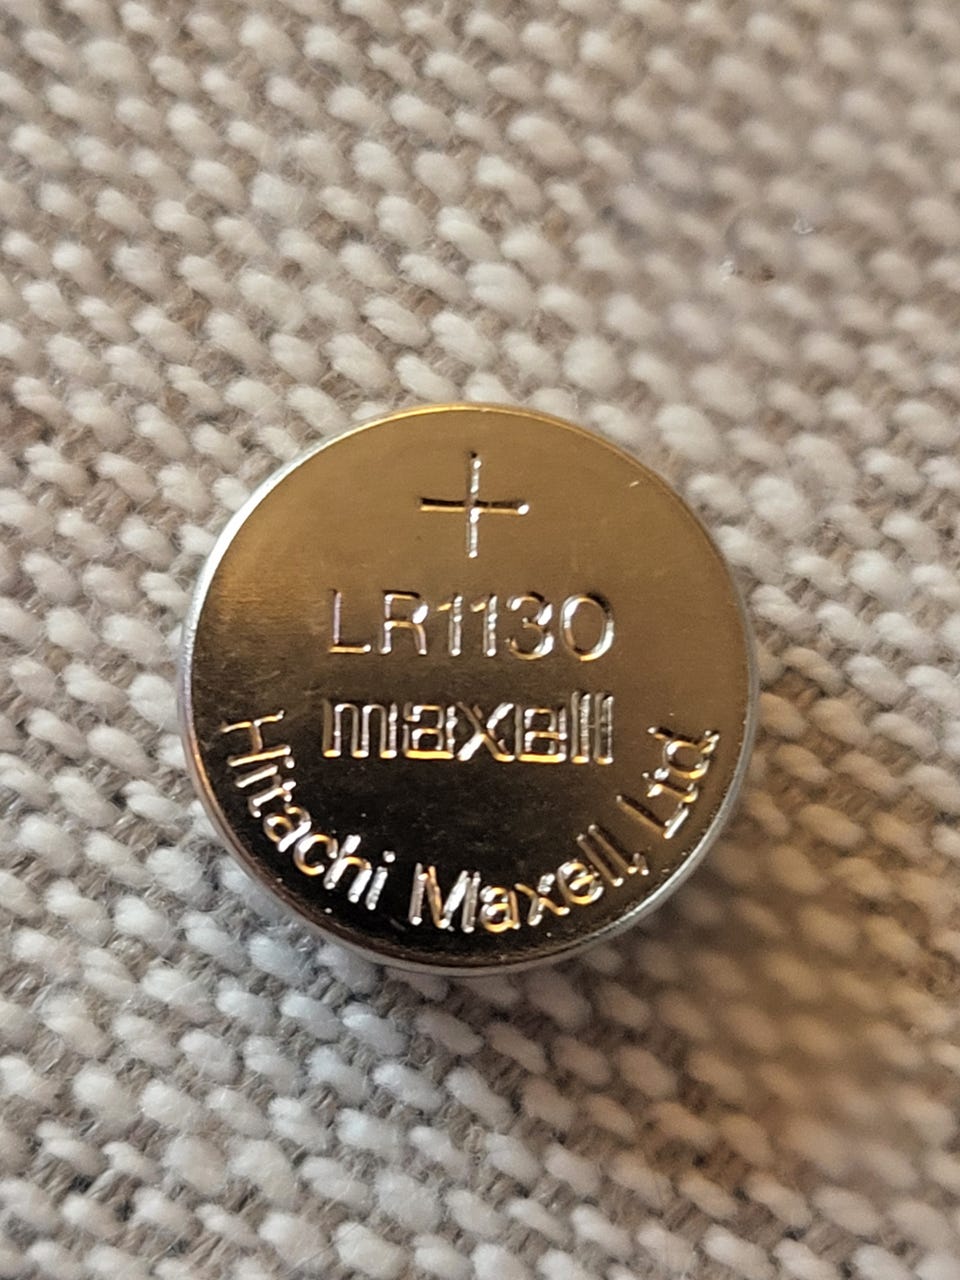 +
LR1130
maxell
Hitachi Maxell, Ltd.